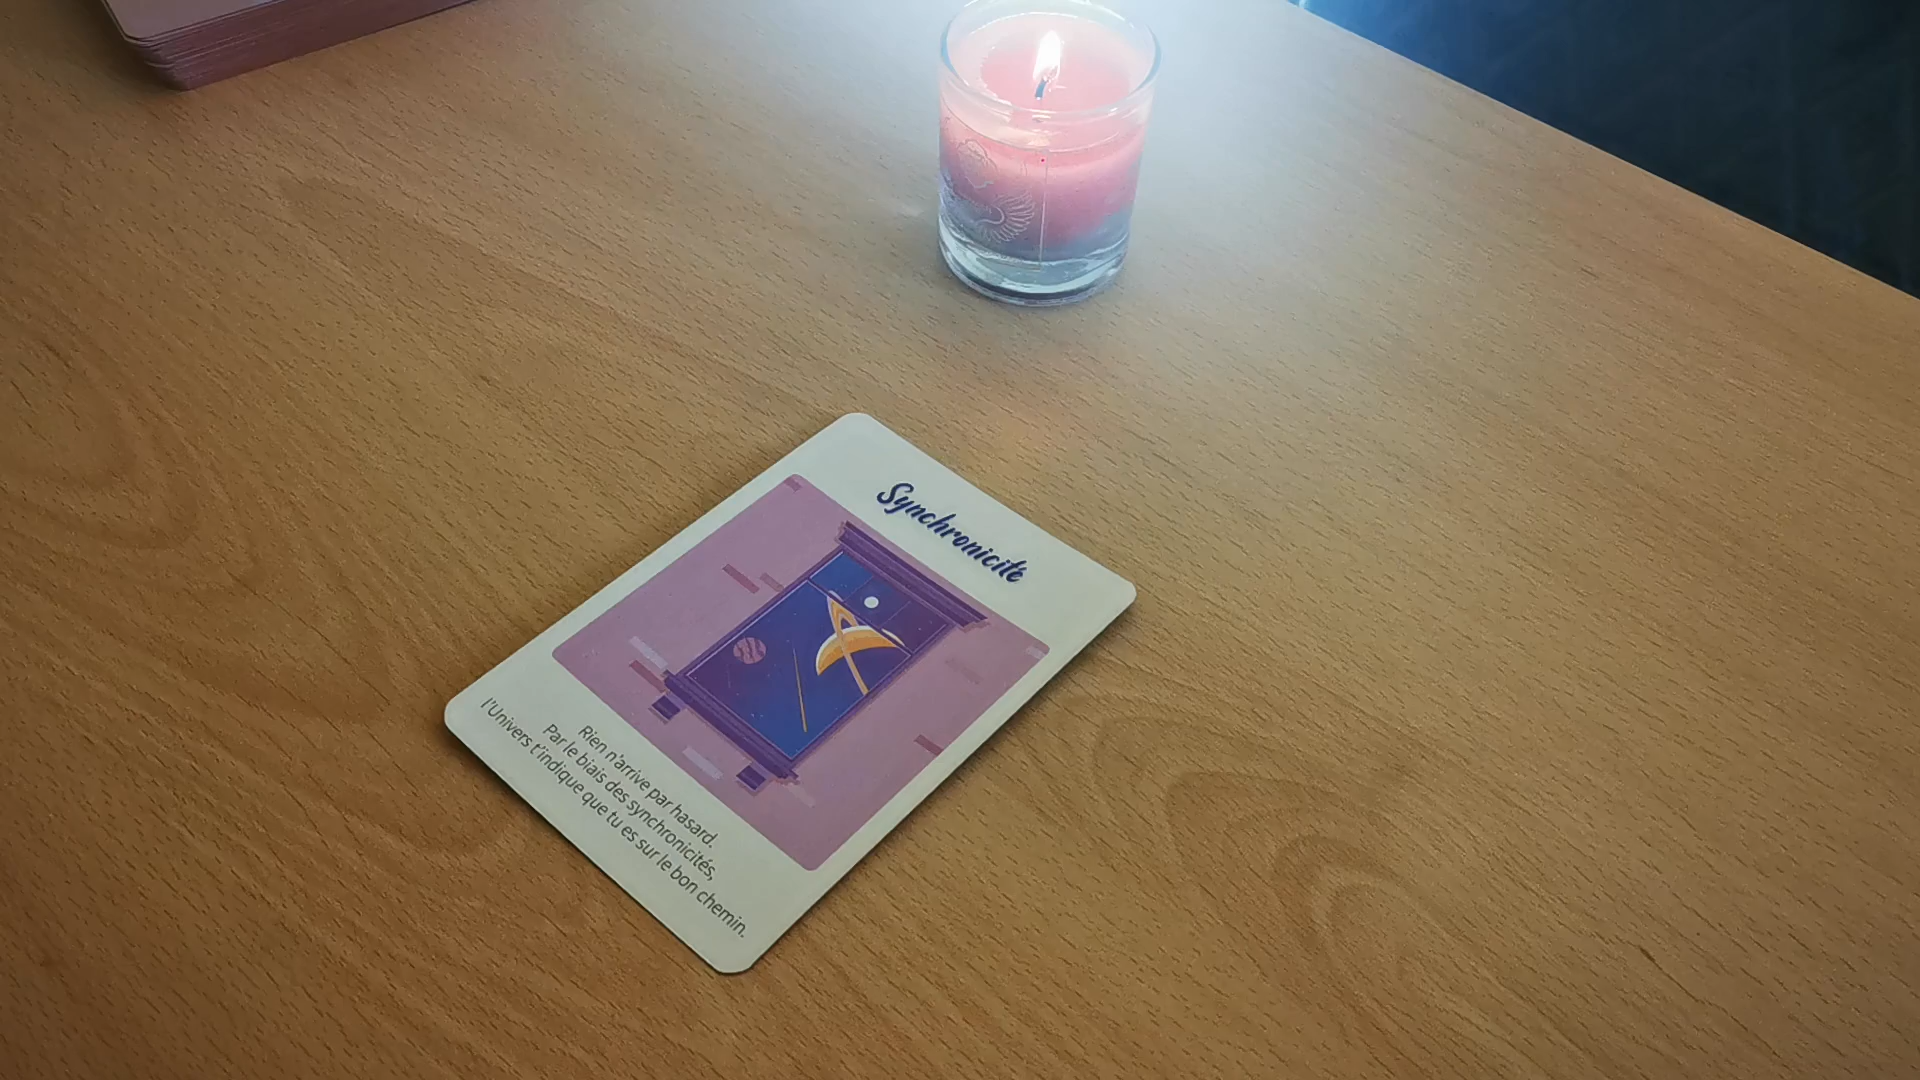 Synchronicité
Rien n'arrive par hasard.
Par le biais des synchronicités,
l'Univers t'indique que tu es sur le bon chemin.